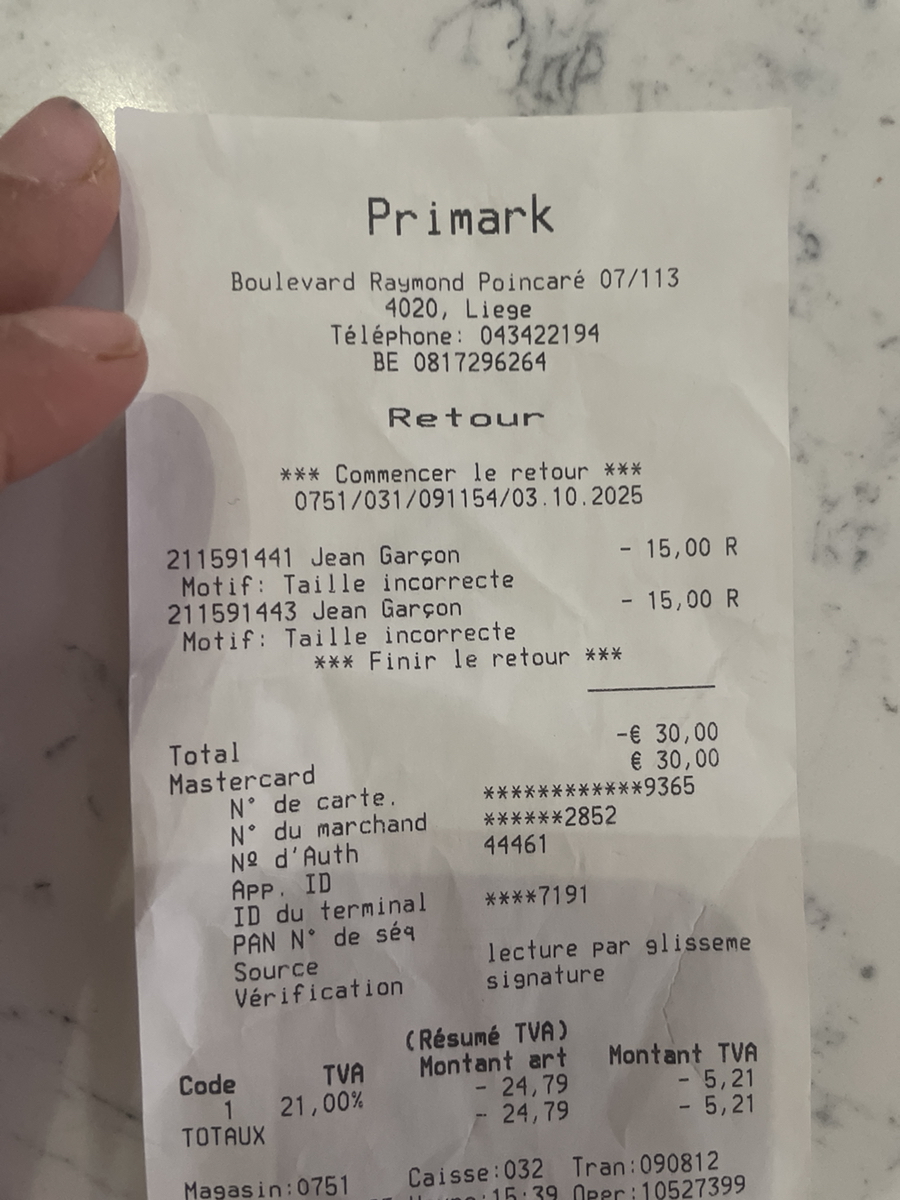 Primark
Boulevard Raymond Poincaré 07/113
4020, Liege
Téléphone: 043422194
BE 0817296264
Retour
*** Commencer le retour ***
0751/031/091154/03.10.2025
211591441 Jean Garçon - 15,00 R
Motif: Taille incorrecte
211591443 Jean Garçon - 15,00 R
Motif: Taille incorrecte
*** Finir le retour ***
Total -€ 30,00
Mastercard € 30,00
N° de carte. ************9365
N° du marchand ******2852
Nº d'Auth 44461
App. ID
ID du terminal ****7191
PAN N° de séq
Source lecture par glisseme
Vérification signature
(Résumé TVA)
Code TVA Montant art Montant TVA
1 21,00% - 24,79 - 5,21
TOTAUX - 24,79 - 5,21
Magasin:0751 Caisse:032 Tran:090812
:15:39 Oper:10527399